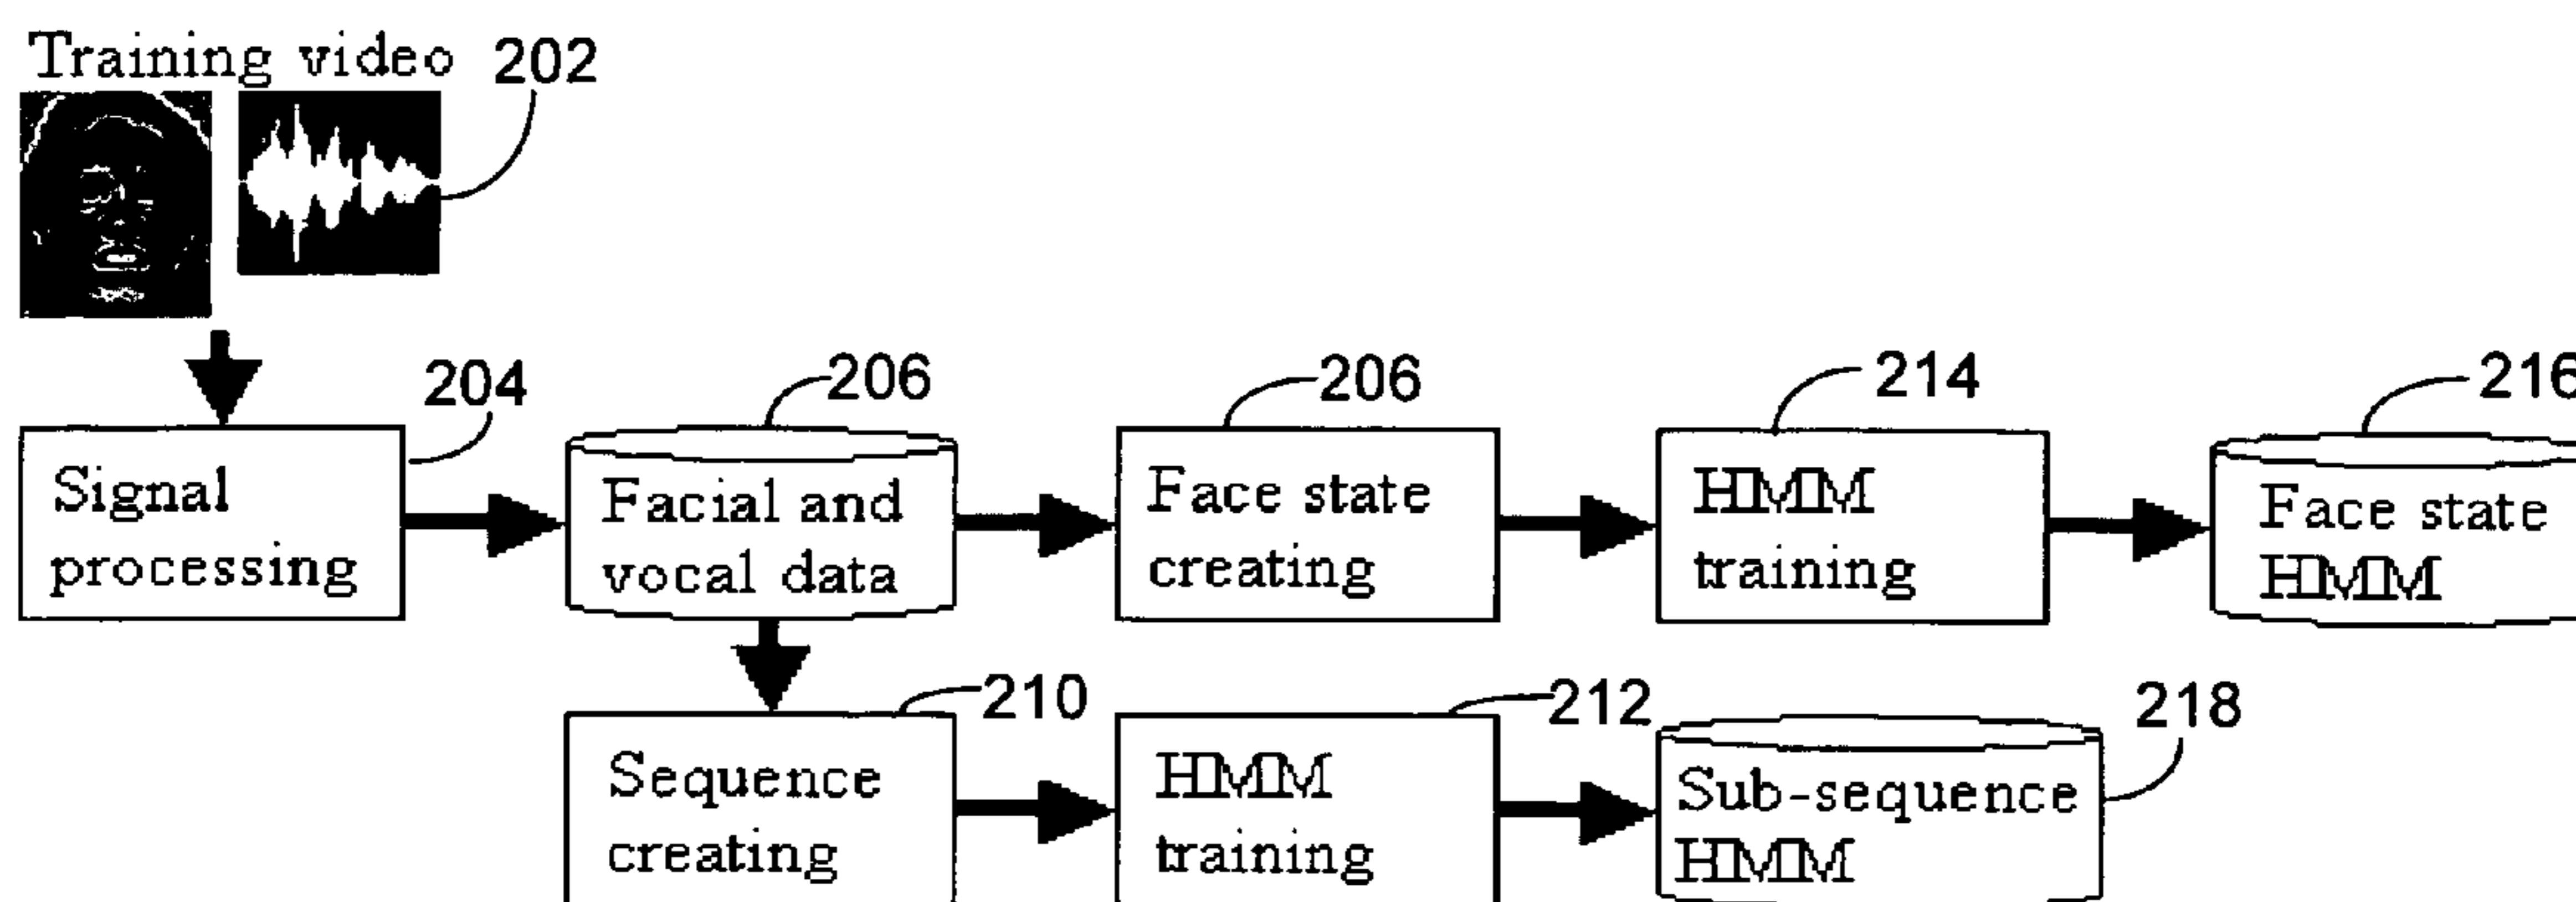 Training video 202
204
206
206
214
216
Signal
processing
Facial and
vocal data
Face state
creating
HMM
training
Face state
HMM
210
212
218
Sequence
creating
HMM
training
Sub-sequence
HMM